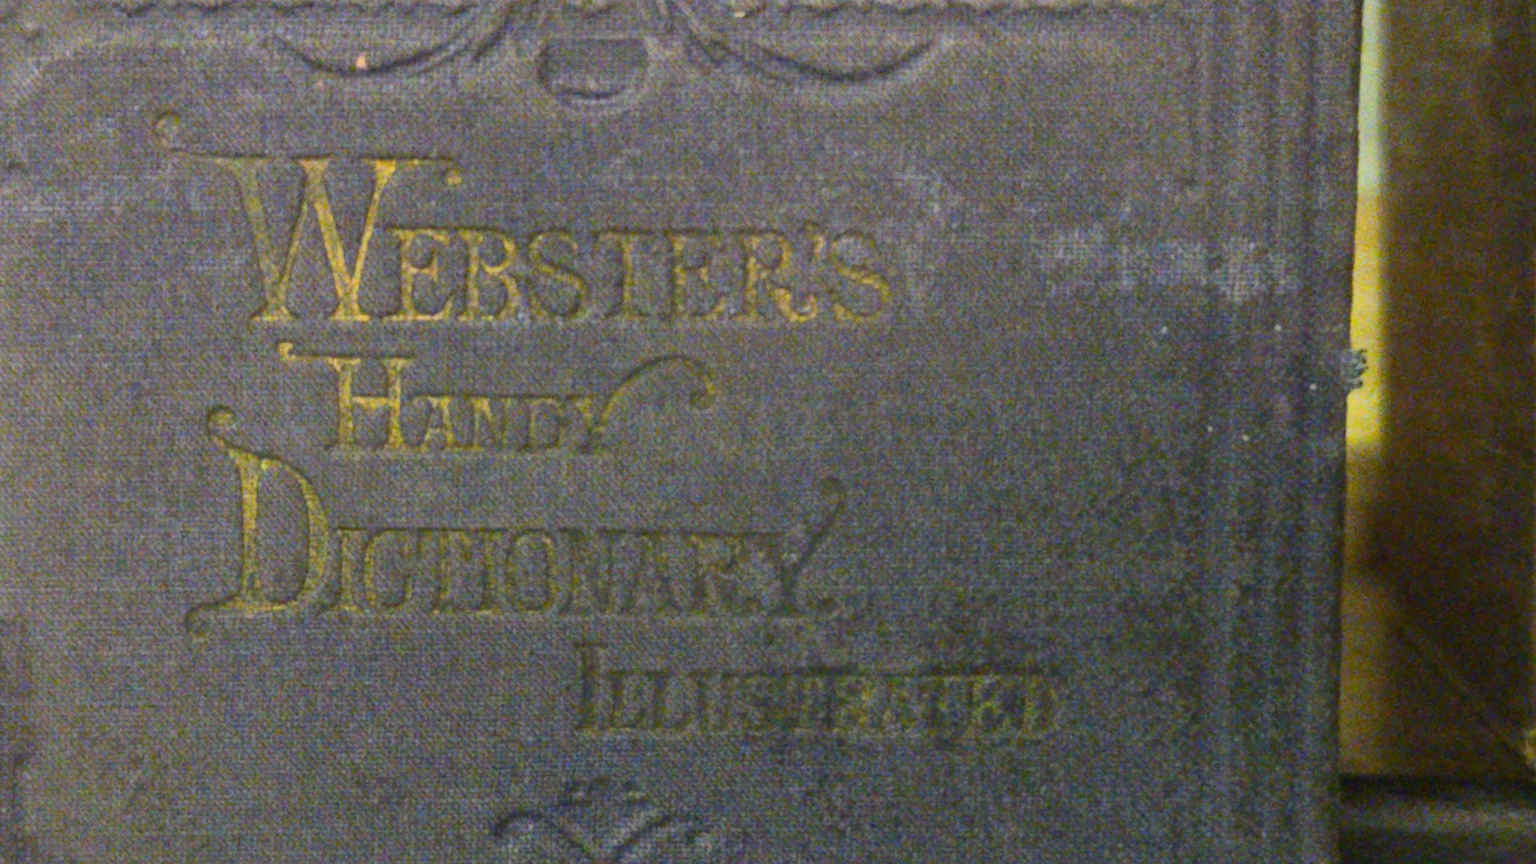 WEBSTER'S
HANDY
DICTIONARY.
ILLUSTRATED